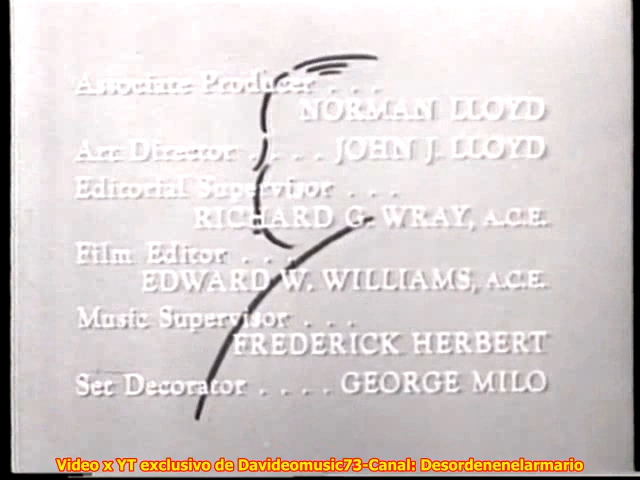 Associate Producer . . .
NORMAN LLOYD
Art Director . . . . JOHN J. LLOYD
Editorial Supervisor . . .
RICHARD G. WRAY, A.C.E.
Film Editor . . .
EDWARD W. WILLIAMS, A.C.E.
Music Supervisor . . .
FREDERICK HERBERT
Set Decorator . . . . GEORGE MILO
Video x YT exclusivo de Davideomusic73-Canal: Desordenenelarmario